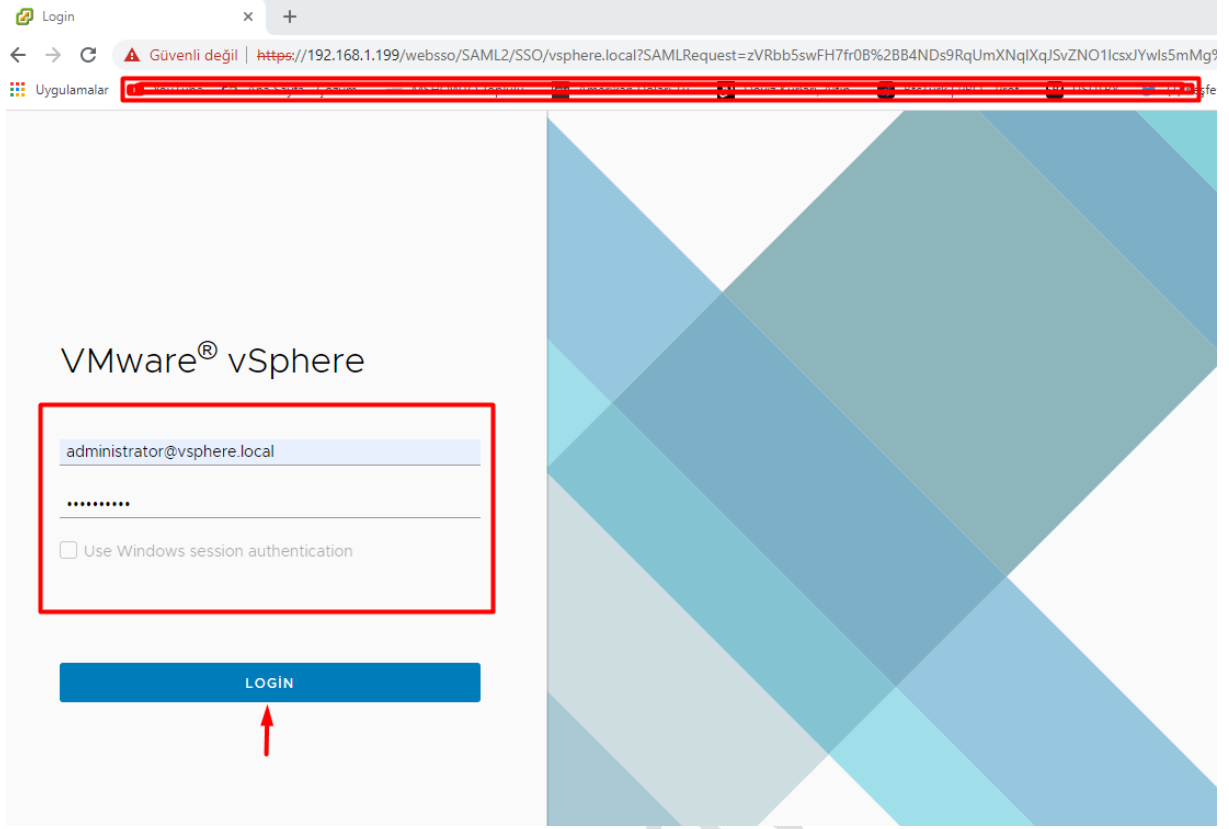 Login
Güvenli değil | https://192.168.1.199/websso/SAML2/SSO/vsphere.local?SAMLRequest=zVRbb5swFH7fr0B%2BB4NDs9RqUmXNqlXqJSvZNO1IcsxJYwls5mMg%
Uygulamalar
VMware® vSphere
administrator@vsphere.local
••••••••••
Use Windows session authentication
LOGİN